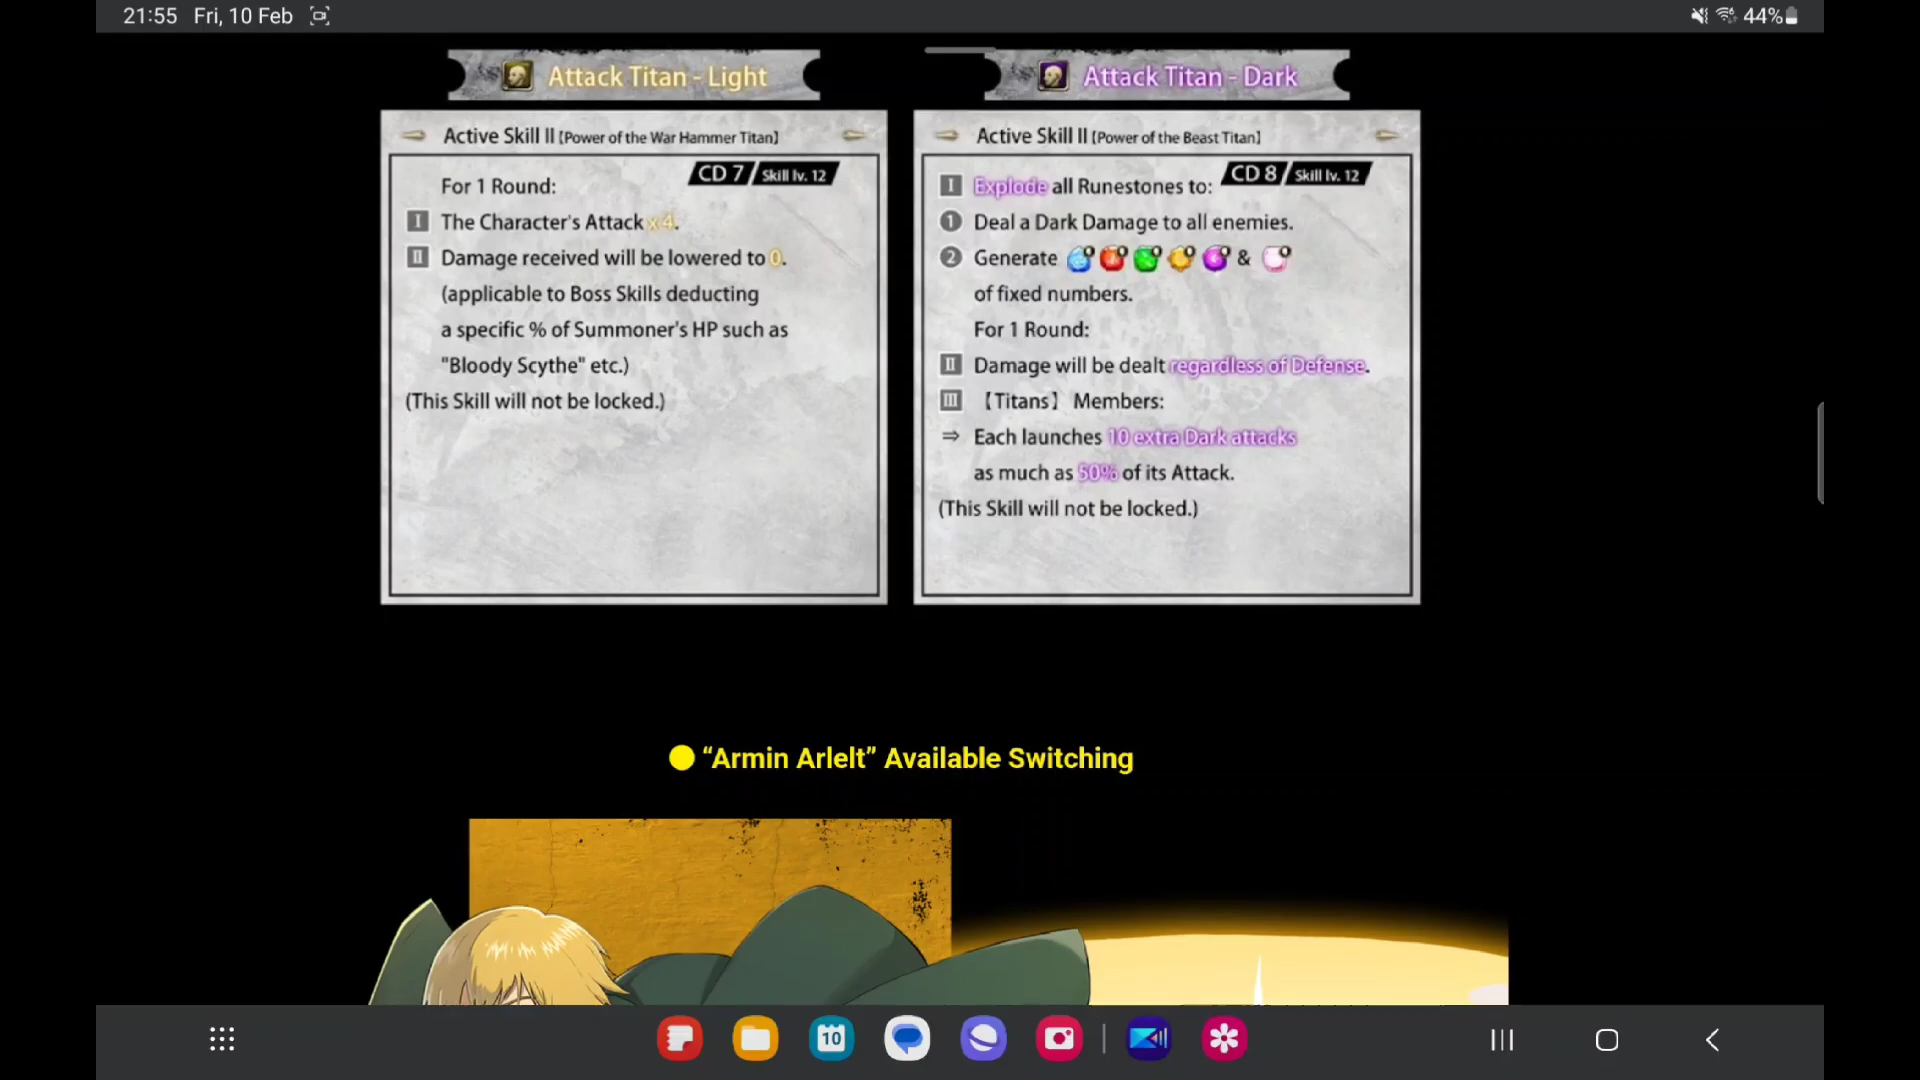 21:55 Fri, 10 Feb
44%
Attack Titan - Light
Active Skill II【Power of the War Hammer Titan】
CD 7 / Skill lv. 12
For 1 Round:
I The Character's Attack x 4.
II Damage received will be lowered to 0.
(applicable to Boss Skills deducting
a specific % of Summoner's HP such as
"Bloody Scythe" etc.)
(This Skill will not be locked.)
Attack Titan - Dark
Active Skill II【Power of the Beast Titan】
CD 8 / Skill lv. 12
I Explode all Runestones to:
1 Deal a Dark Damage to all enemies.
2 Generate &
of fixed numbers.
For 1 Round:
II Damage will be dealt regardless of Defense.
III 【Titans】 Members:
⇒ Each launches 10 extra Dark attacks
as much as 50% of its Attack.
(This Skill will not be locked.)
“Armin Arlelt” Available Switching
10